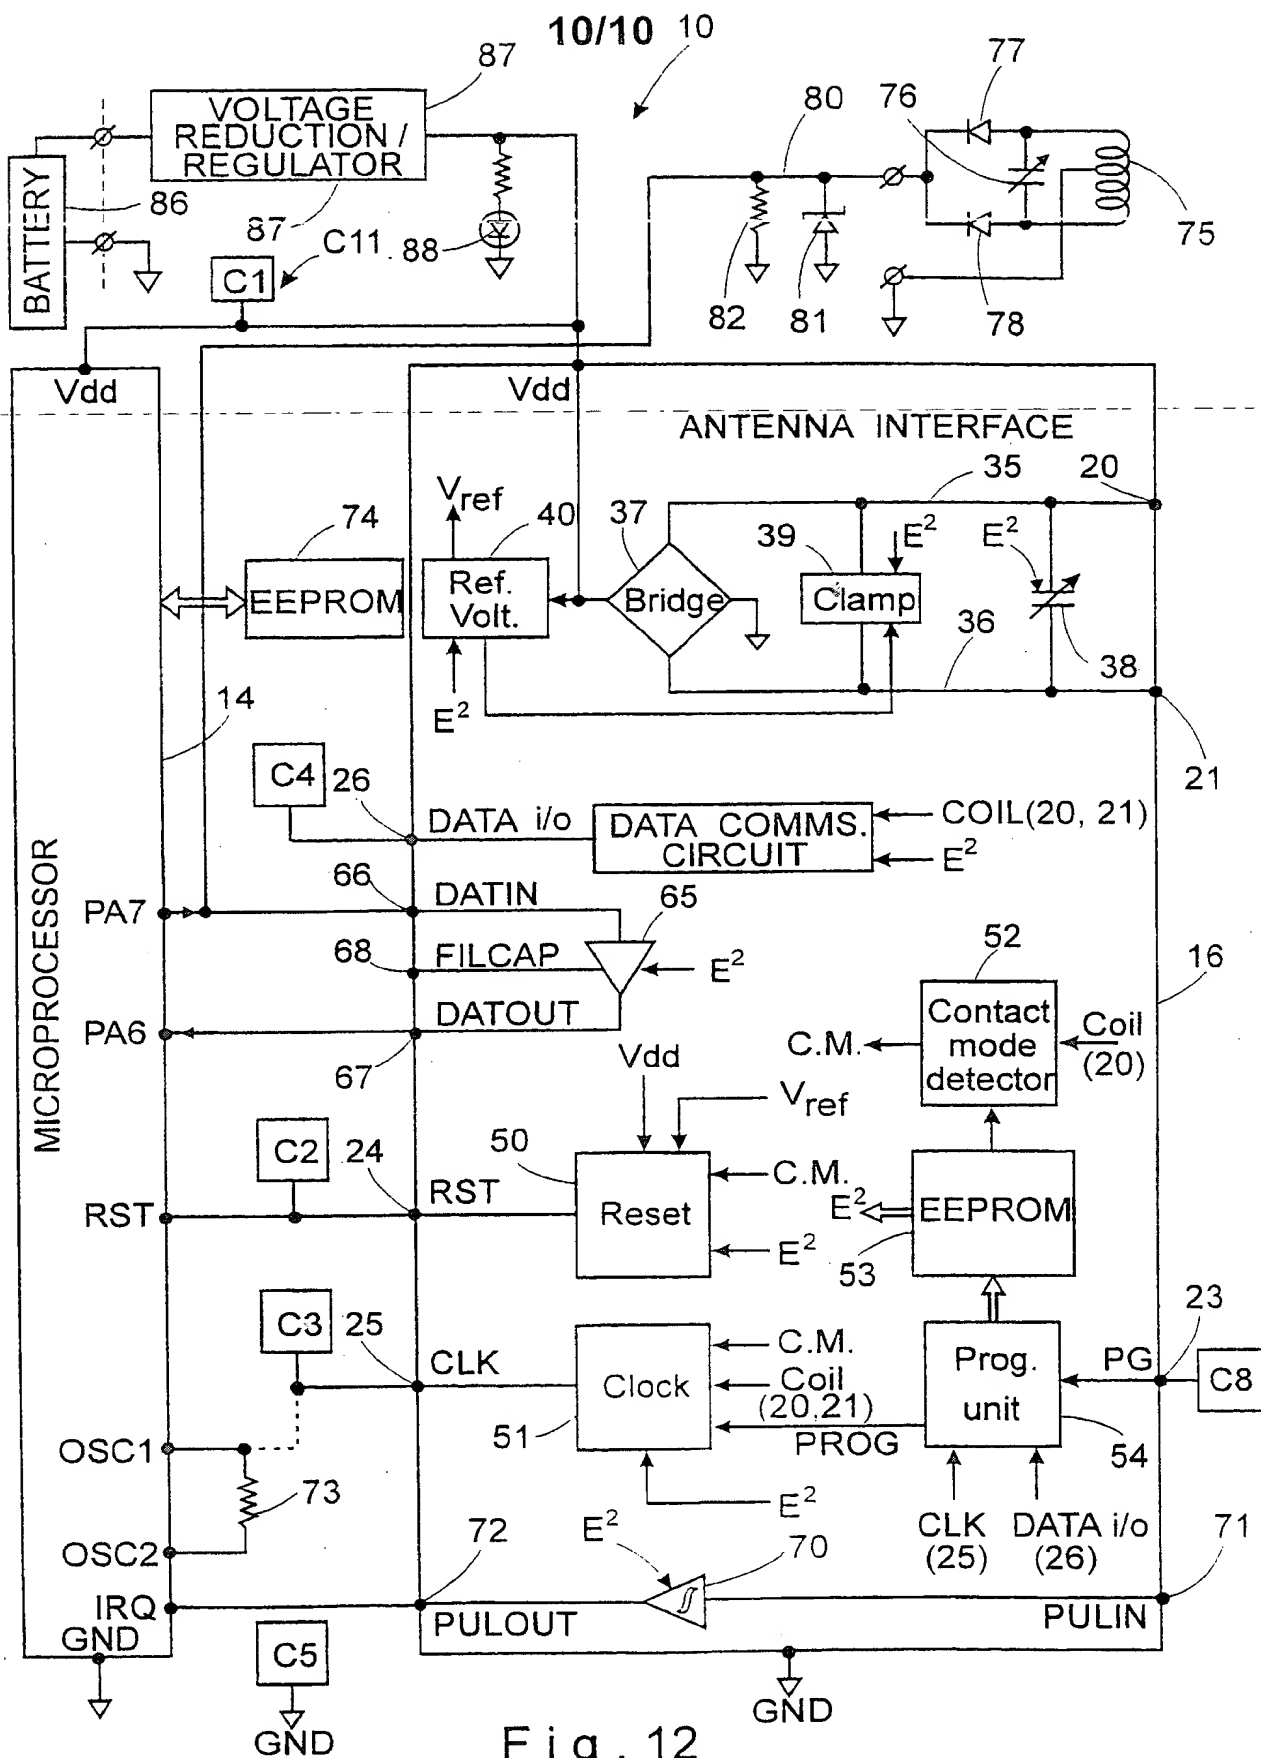 10/10
10
87
VOLTAGE
REDUCTION /
REGULATOR
BATTERY
86
87
88
C11
C1
80
82
81
76
77
78
75
Vdd
Vdd
ANTENNA INTERFACE
Vref
40
37
35
20
39
E²
E²
74
EEPROM
Ref.
Volt.
Bridge
Clamp
36
38
E²
14
21
C4
26
DATA i/o
DATA COMMS.
CIRCUIT
COIL(20, 21)
E²
MICROPROCESSOR
66
DATIN
65
PA7
68
FILCAP
E²
52
16
PA6
DATOUT
67
Vdd
C.M.
Contact
mode
detector
Coil
(20)
Vref
C2
24
50
RST
RST
Reset
C.M.
E²
E²
EEPROM
53
C3
25
CLK
Clock
51
C.M.
Coil
(20,21)
PROG
E²
Prog.
unit
PG
23
C8
54
OSC1
73
OSC2
CLK
(25)
DATA i/o
(26)
E²
72
70
71
IRQ
PULOUT
PULIN
GND
C5
GND
GND
Fig. 12